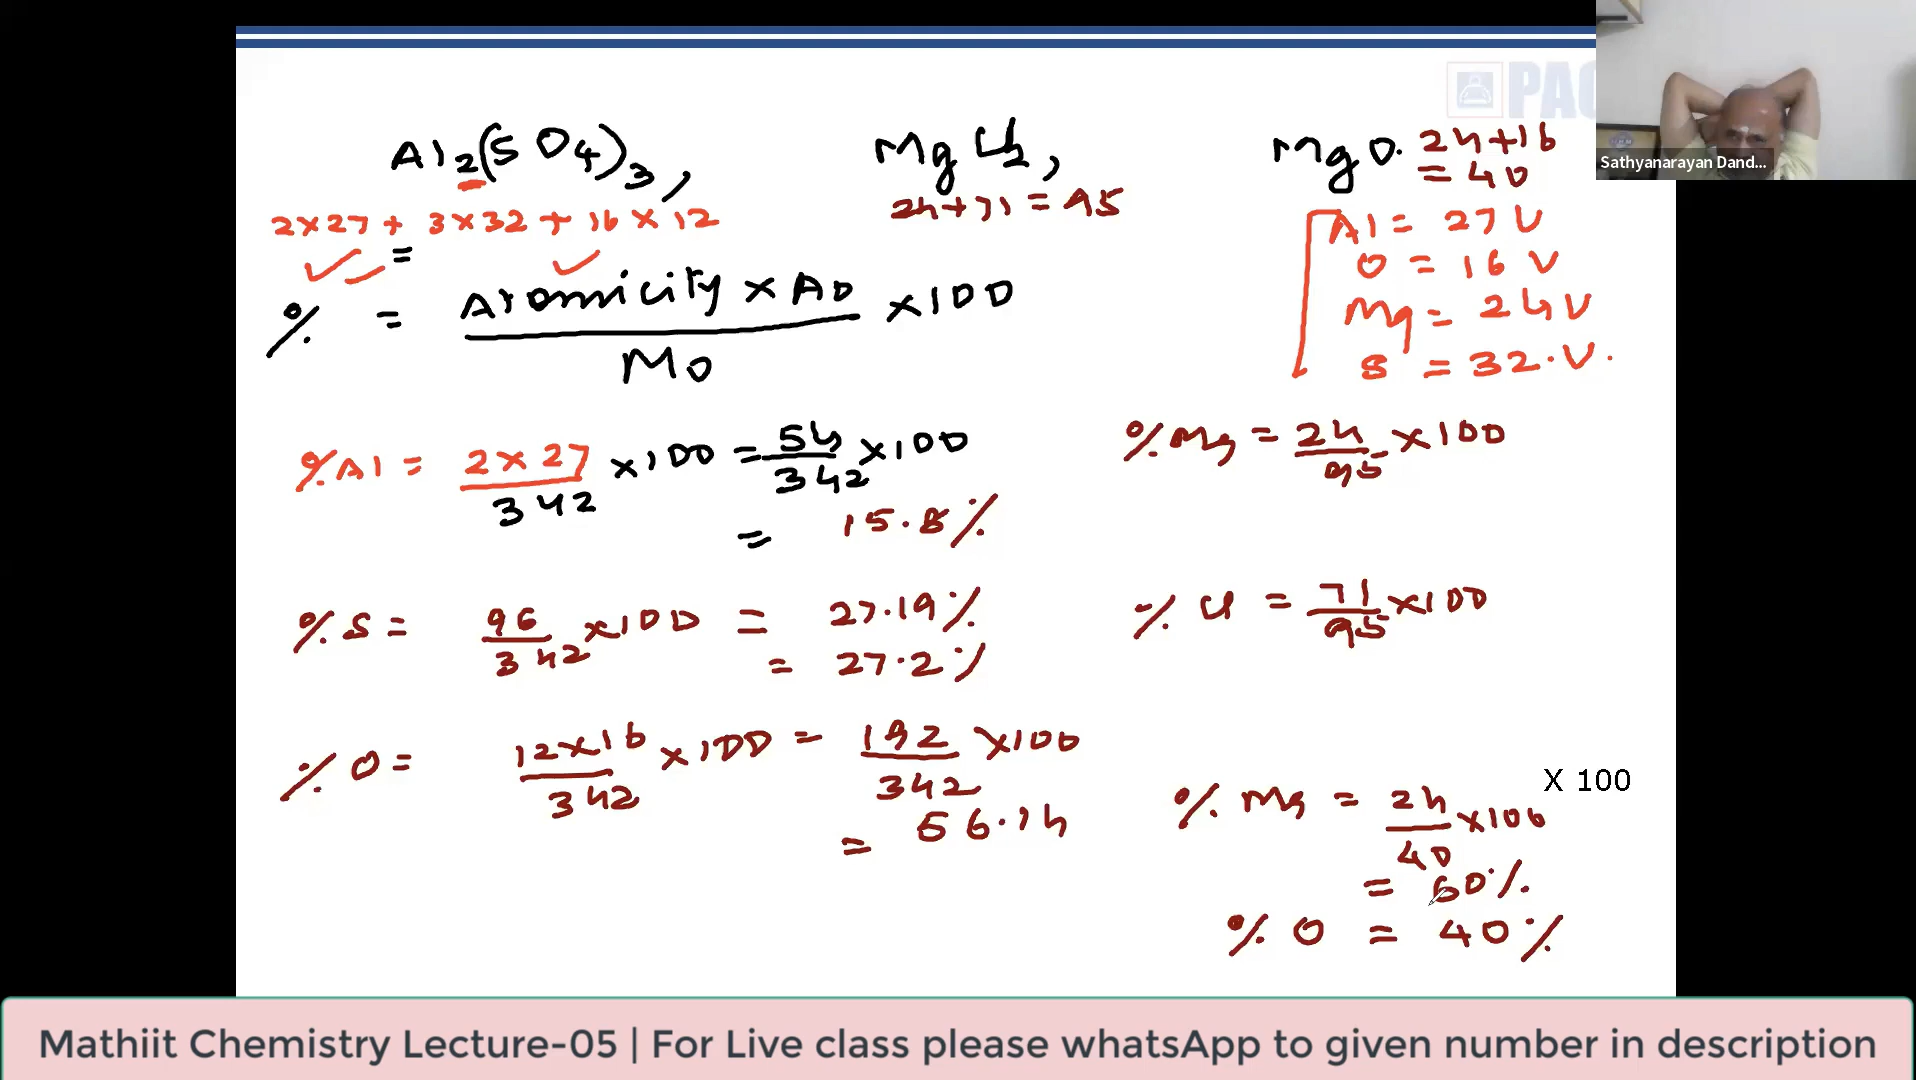 PAC
Al2(SO4)3, MgCl2, MgO. 24+16
= 40
2×27 + 3×32 + 16×12
24+71 = 95
=
% = Atomicity × A0 / M0 ×100
Al = 27 V
O = 16 V
Mg = 24 V
S = 32. V.
%Al = 2×27 / 342 ×100 = 54 / 342 ×100
= 15.8%
%S = 96 / 342 ×100 = 27.19%
= 27.2%
% O = 12×16 / 342 ×100 = 192 / 342 ×100
= 56.14
%Mg = 24 / 95 ×100
% Cl = 71 / 95 ×100
X 100
% Mg = 24 / 40 ×100
= 60%.
% O = 40%
Sathyanarayan Dand...
Mathiit Chemistry Lecture-05 | For Live class please whatsApp to given number in description